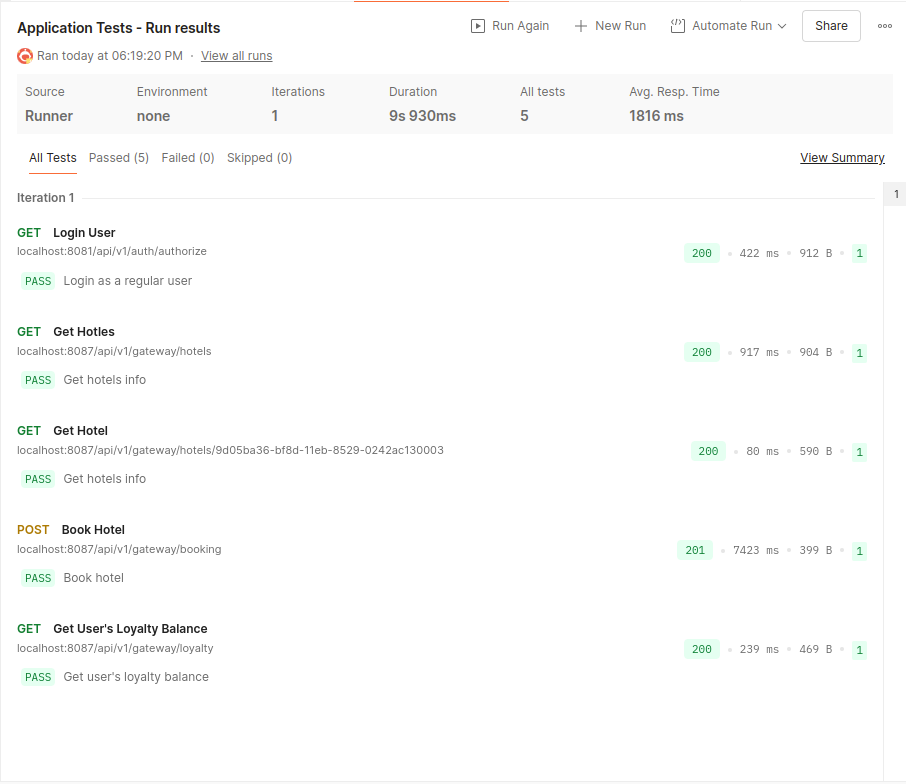 Application Tests - Run results
Run Again
New Run
Automate Run
Share
Ran today at 06:19:20 PM · View all runs
Source Environment Iterations Duration All tests Avg. Resp. Time
Runner none 1 9s 930ms 5 1816 ms
All Tests Passed (5) Failed (0) Skipped (0) View Summary
Iteration 1
1
GET Login User
localhost:8081/api/v1/auth/authorize
200 • 422 ms • 912 B • 1
PASS Login as a regular user
GET Get Hotles
localhost:8087/api/v1/gateway/hotels
200 • 917 ms • 904 B • 1
PASS Get hotels info
GET Get Hotel
localhost:8087/api/v1/gateway/hotels/9d05ba36-bf8d-11eb-8529-0242ac130003
200 • 80 ms • 590 B • 1
PASS Get hotels info
POST Book Hotel
localhost:8087/api/v1/gateway/booking
201 • 7423 ms • 399 B • 1
PASS Book hotel
GET Get User's Loyalty Balance
localhost:8087/api/v1/gateway/loyalty
200 • 239 ms • 469 B • 1
PASS Get user's loyalty balance